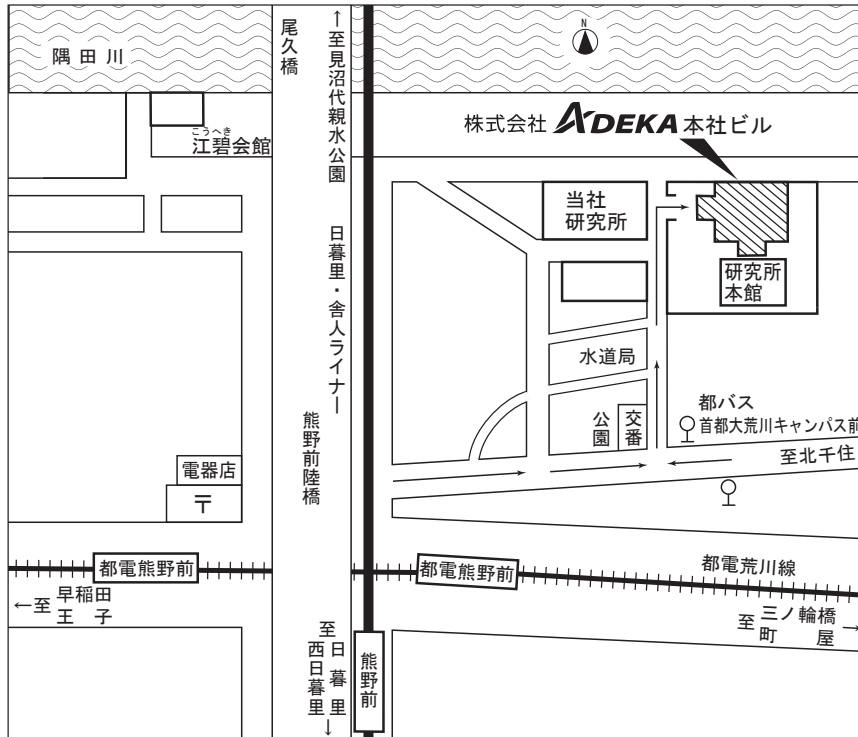 隅田川
尾久橋
↑至見沼代親水公園
N
株式会社 ADEKA 本社ビル
こうへき
江碧会館
当社
研究所
研究所
本館
日暮里・舎人ライナー
水道局
熊野前陸橋
公園
交番
都バス
首都大荒川キャンパス前
至北千住
電器店
〒
都電熊野前
都電熊野前
都電荒川線
←至 早稲田
王子
至 三ノ輪橋
町屋 →
至 日暮里
西日暮里 ↓
熊野前